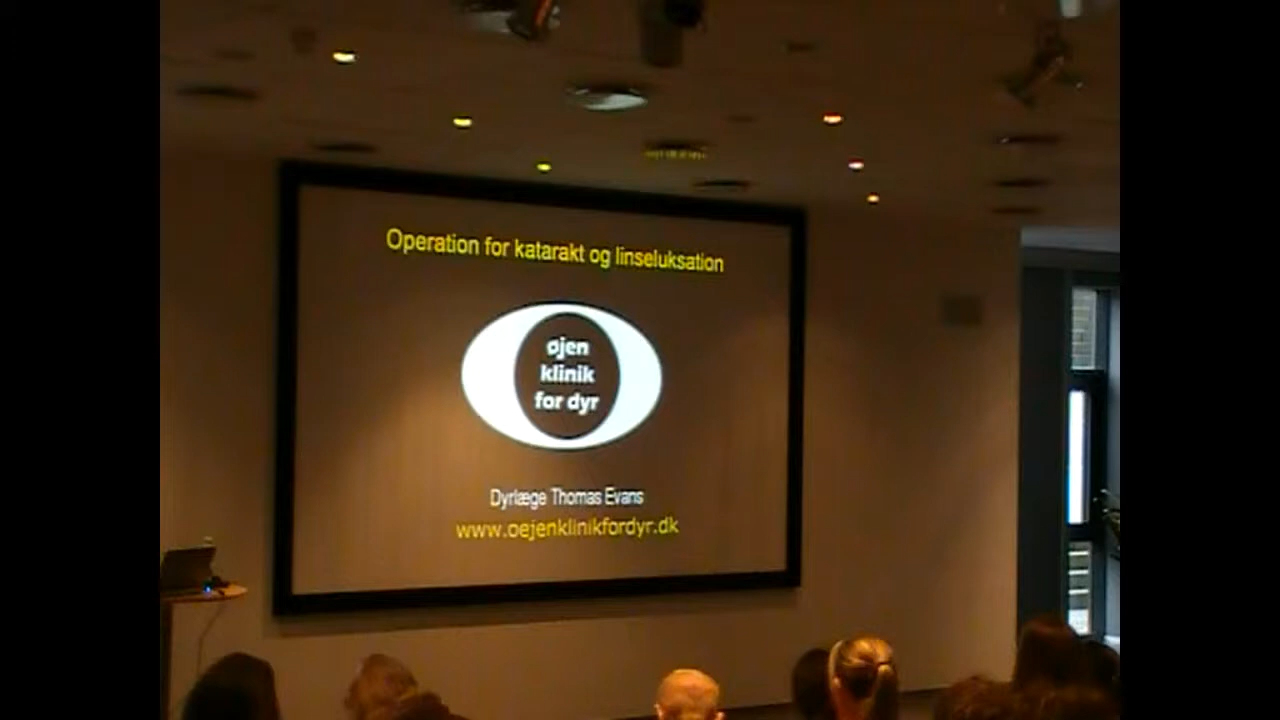 Operation for katarakt og linseluksation
øjen
klinik
for dyr
Dyrlæge Thomas Evans
www.oejenklinikfordyr.dk